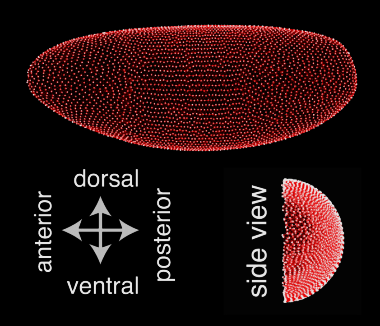 dorsal
anterior
posterior
ventral
side view